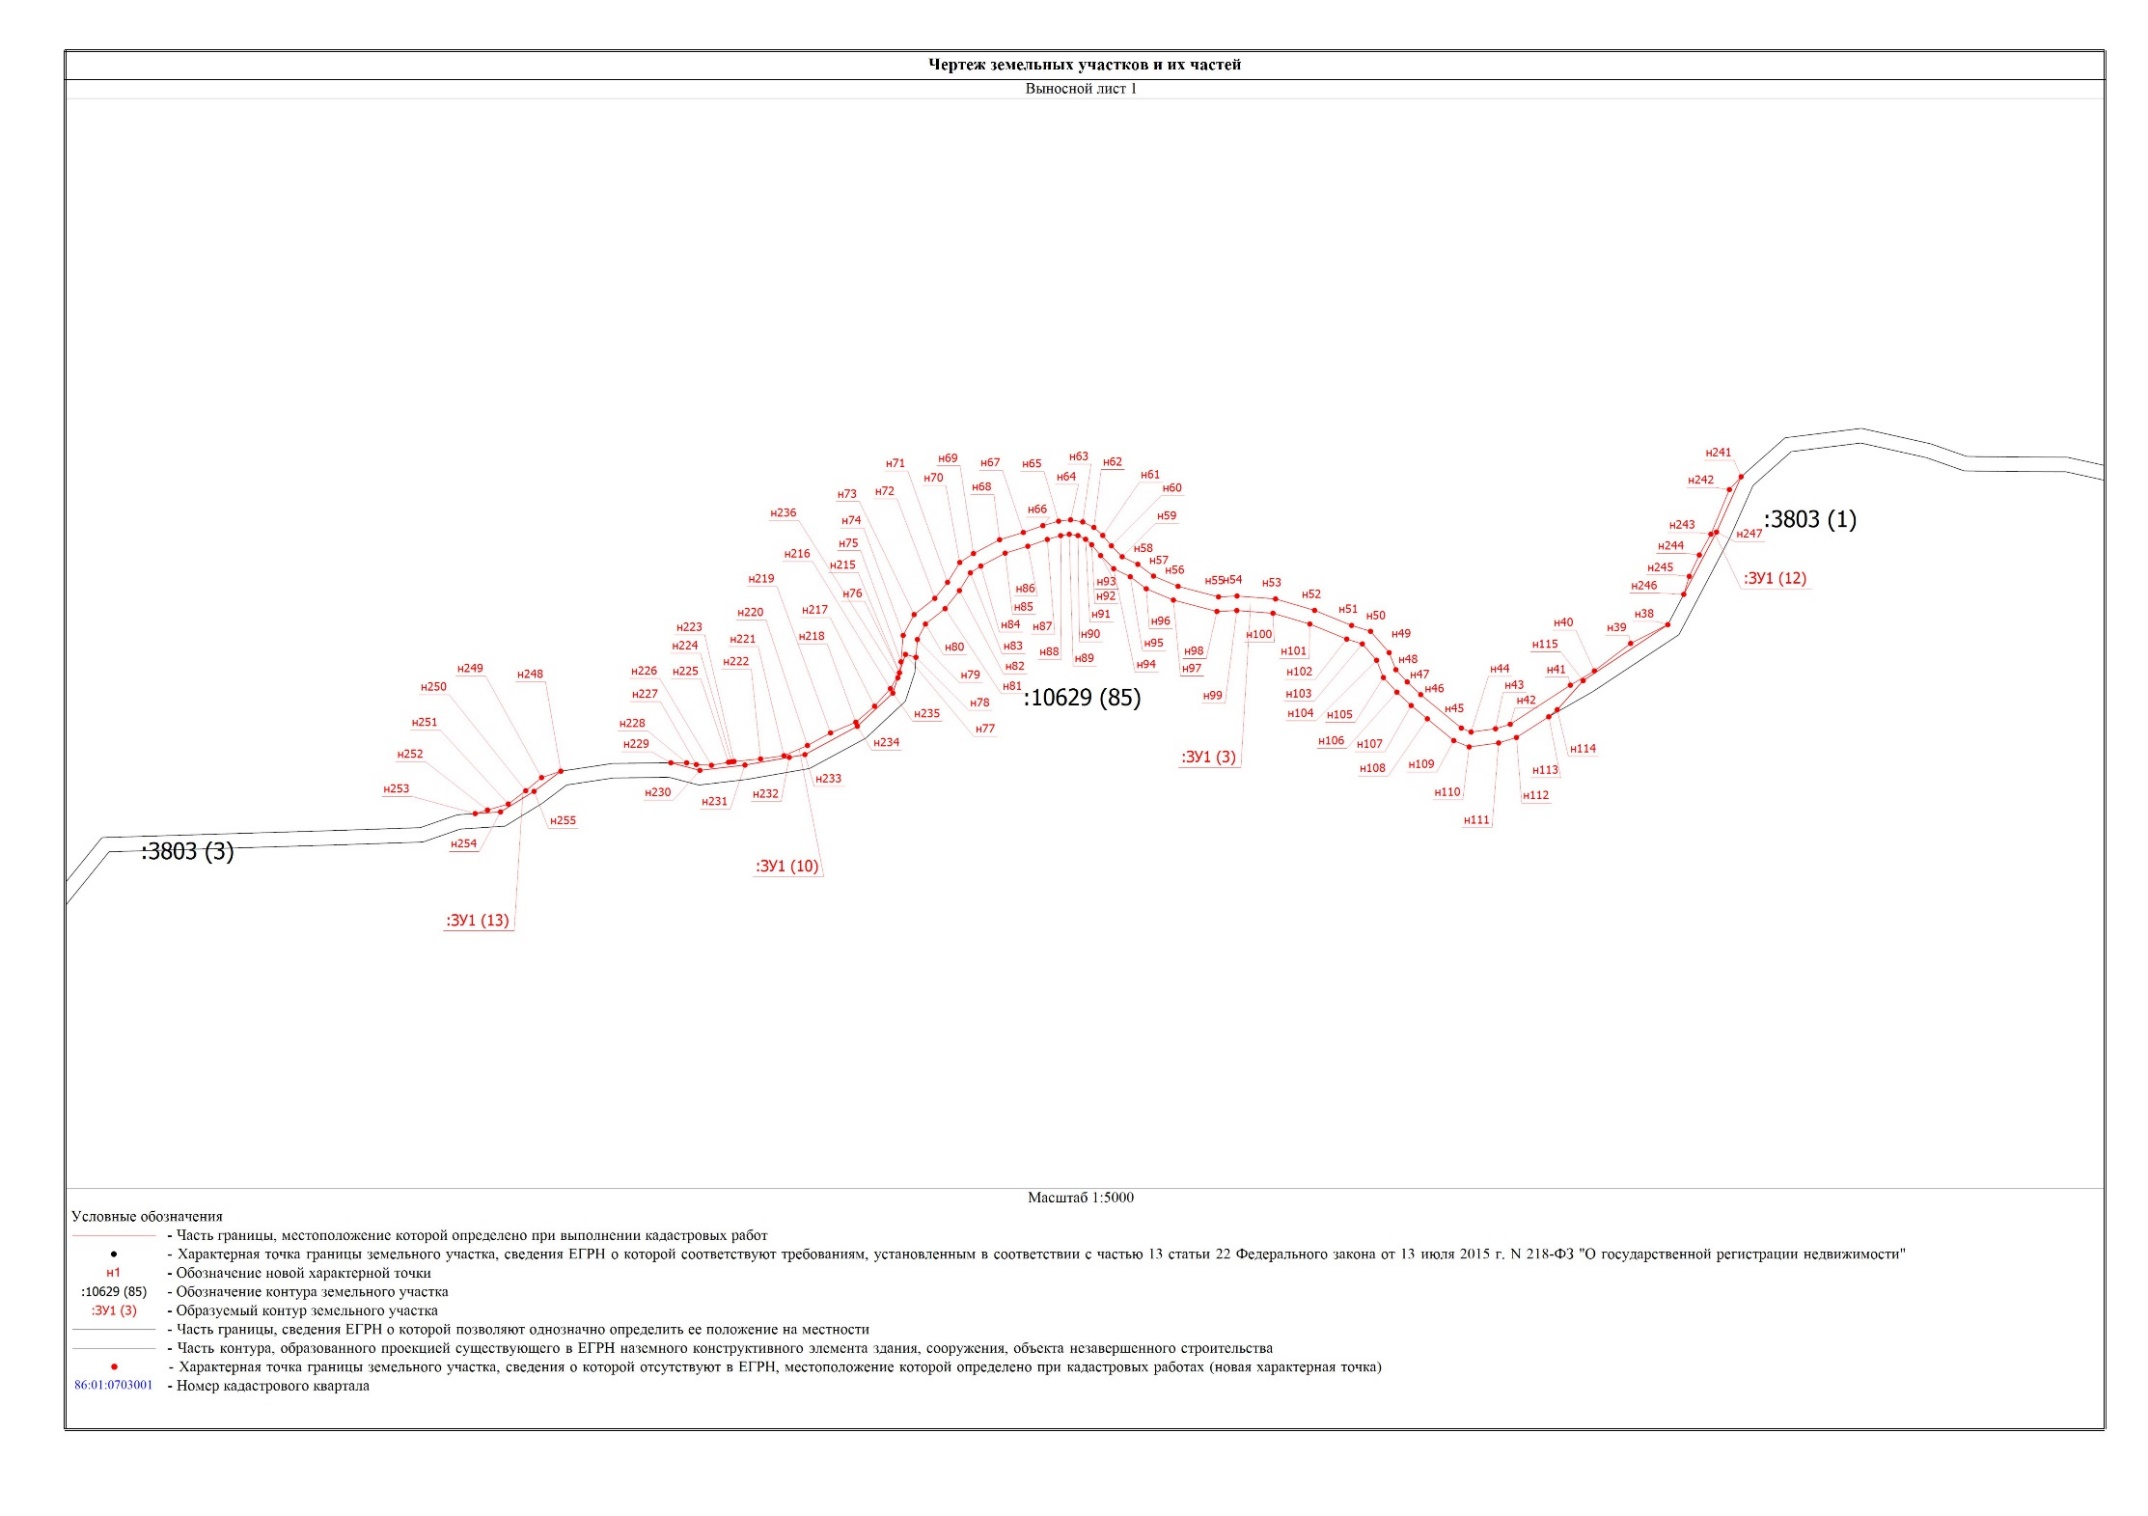 Чертеж земельных участков и их частей
Выносной лист 1
н241
н242
н243
н247
:3803 (1)
н244
н245
н246
:ЗУ1 (12)
н71
н69
н67
н65
н63
н62
н64
н70
н68
н61
н60
н73
н72
н66
н59
н236
н74
н75
н216
н215
н58
н57
н56
н219
н76
н86
н93
н92
н55
н54
н53
н52
н51
н50
н49
н48
н47
н46
н45
н44
н43
н42
н41
н115
н40
н39
н38
н220
н217
н218
н85
н84
н87
н91
н90
н96
н95
н100
н101
н102
н223
н224
н221
н222
н80
н83
н88
н89
н94
н98
н97
н99
н103
н104
н105
н106
н107
н108
н109
н249
н248
н250
н226
н225
н227
н82
н81
н79
н78
н77
:10629 (85)
н235
н234
н251
н228
н229
н252
н253
:ЗУ1 (3)
н114
н113
н112
н110
н111
н230
н231
н232
н233
н255
н254
:3803 (3)
:ЗУ1 (10)
:ЗУ1 (13)
Масштаб 1:5000
Условные обозначения
- Часть границы, местоположение которой определено при выполнении кадастровых работ
- Характерная точка границы земельного участка, сведения ЕГРН о которой соответствуют требованиям, установленным в соответствии с частью 13 статьи 22 Федерального закона от 13 июля 2015 г. N 218-ФЗ "О государственной регистрации недвижимости"
н1 - Обозначение новой характерной точки
:10629 (85) - Обозначение контура земельного участка
:ЗУ1 (3) - Образуемый контур земельного участка
- Часть границы, сведения ЕГРН о которой позволяют однозначно определить ее положение на местности
- Часть контура, образованного проекцией существующего в ЕГРН наземного конструктивного элемента здания, сооружения, объекта незавершенного строительства
- Характерная точка границы земельного участка, сведения о которой отсутствуют в ЕГРН, местоположение которой определено при кадастровых работах (новая характерная точка)
86:01:0703001 - Номер кадастрового квартала